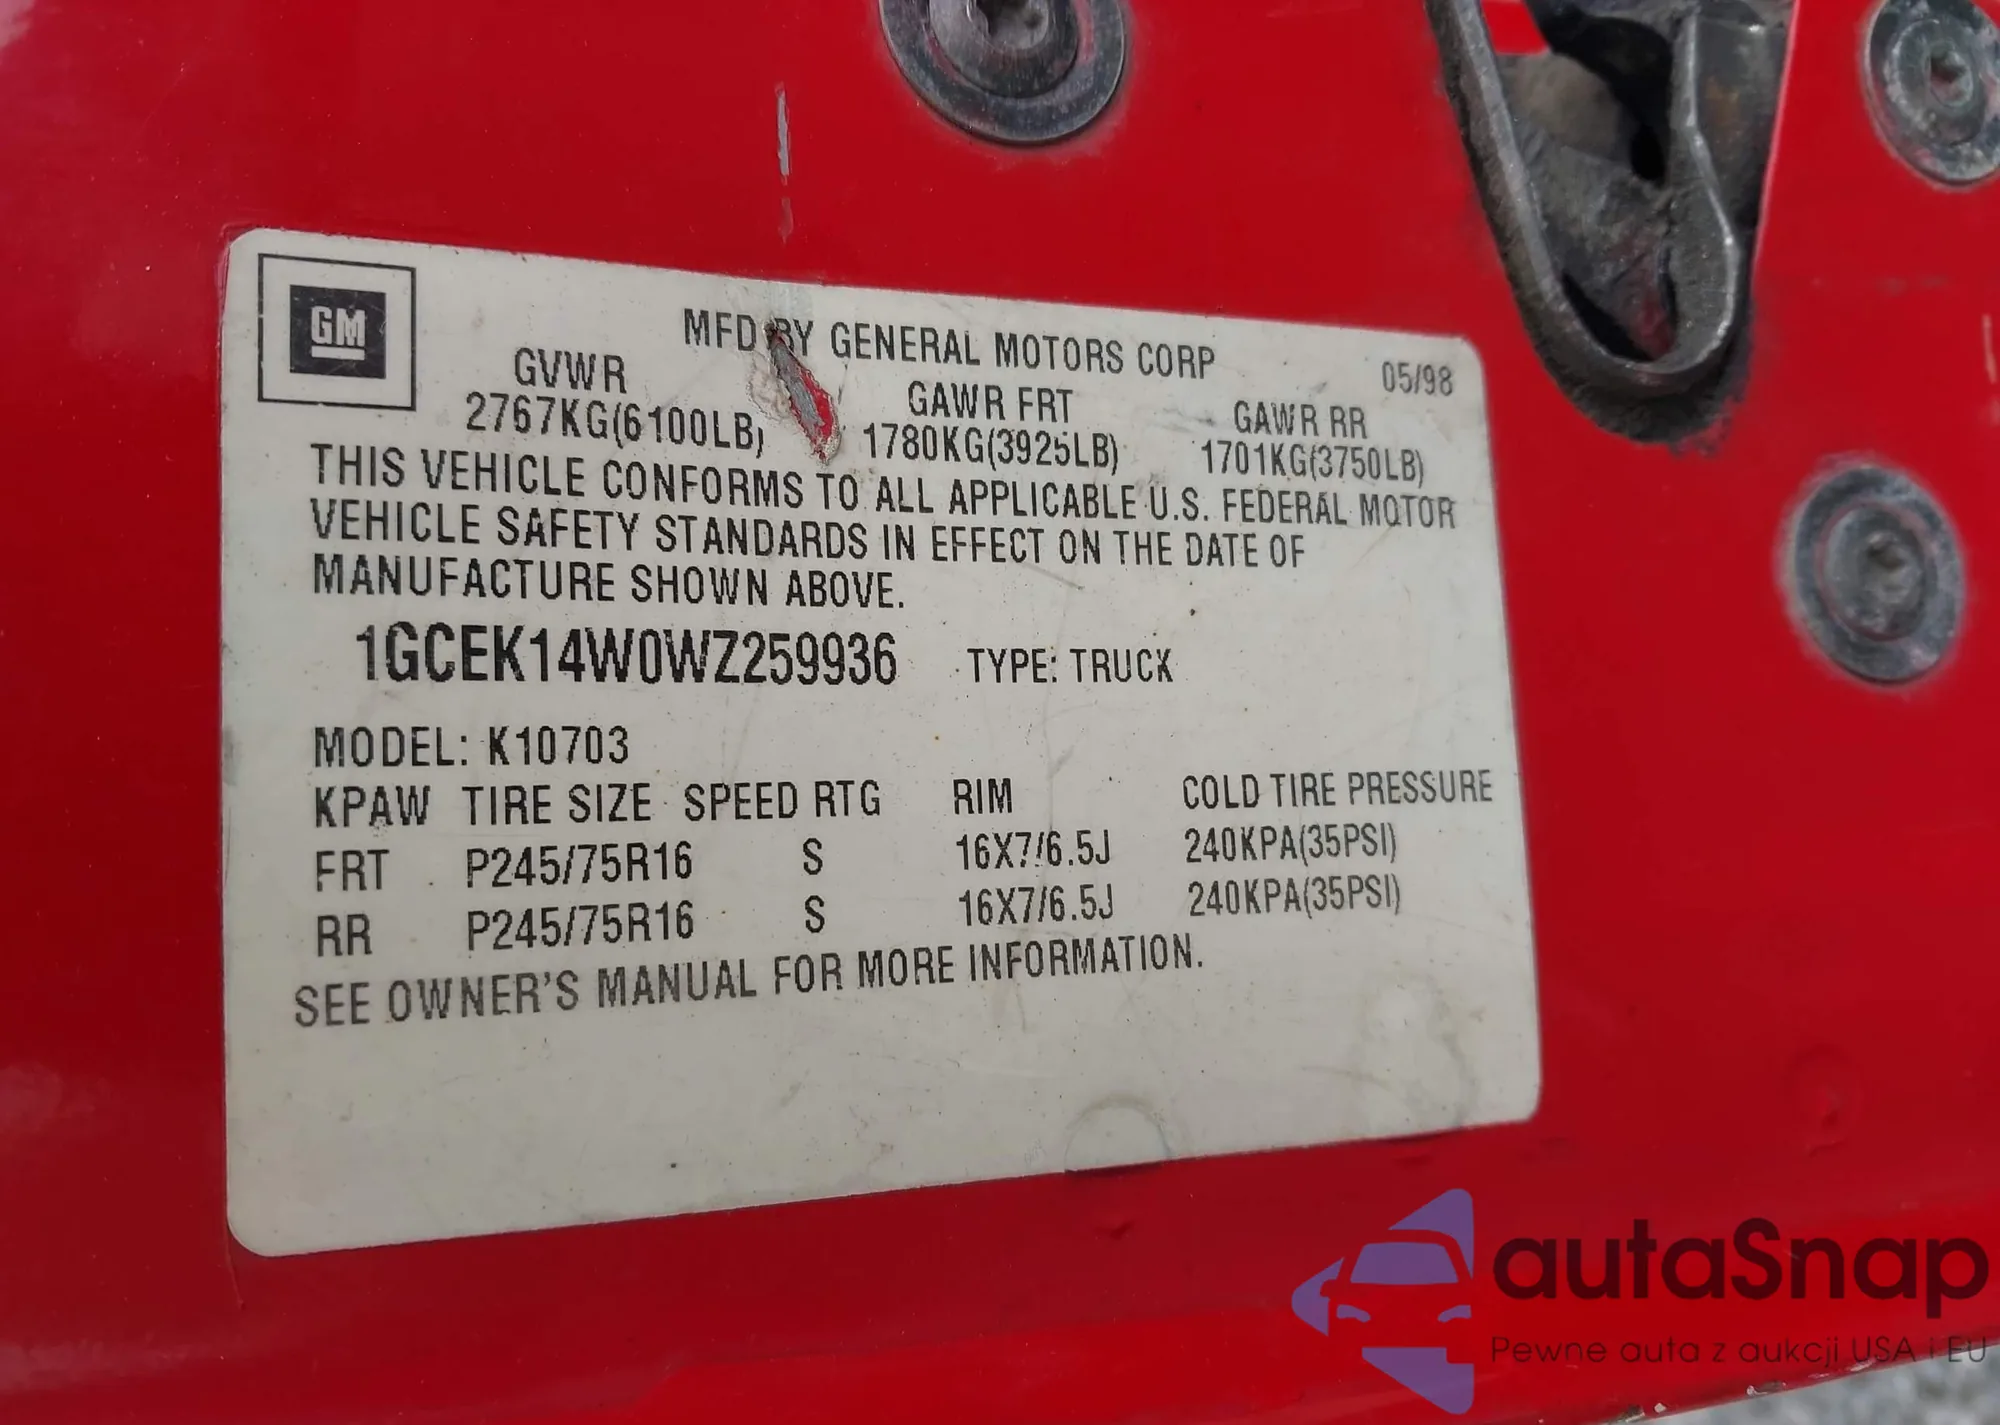 GM
MFD BY GENERAL MOTORS CORP 05/98
GVWR GAWR FRT GAWR RR
2767KG(6100LB) 1780KG(3925LB) 1701KG(3750LB)
THIS VEHICLE CONFORMS TO ALL APPLICABLE U.S. FEDERAL MOTOR
VEHICLE SAFETY STANDARDS IN EFFECT ON THE DATE OF
MANUFACTURE SHOWN ABOVE.
1GCEK14W0WZ259936 TYPE: TRUCK
MODEL: K10703
KPAW TIRE SIZE SPEED RTG RIM COLD TIRE PRESSURE
FRT P245/75R16 S 16X7/6.5J 240KPA(35PSI)
RR P245/75R16 S 16X7/6.5J 240KPA(35PSI)
SEE OWNER'S MANUAL FOR MORE INFORMATION.
autaSnap
Pewne auta z aukcji USA i EU